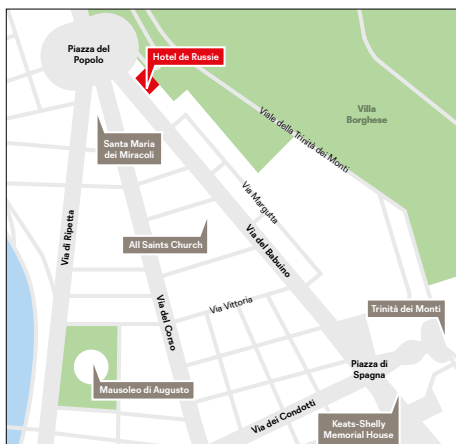 Piazza del
Popolo
Hotel de Russie
Villa
Borghese
Viale della Trinità dei Monti
Santa Maria
dei Miracoli
Via Margutta
Via di Ripetta
All Saints Church
Via del Babuino
Via Vittoria
Via del Corso
Trinità dei Monti
Piazza di
Spagna
Mausoleo di Augusto
Via dei Condotti
Keats-Shelly
Memorial House